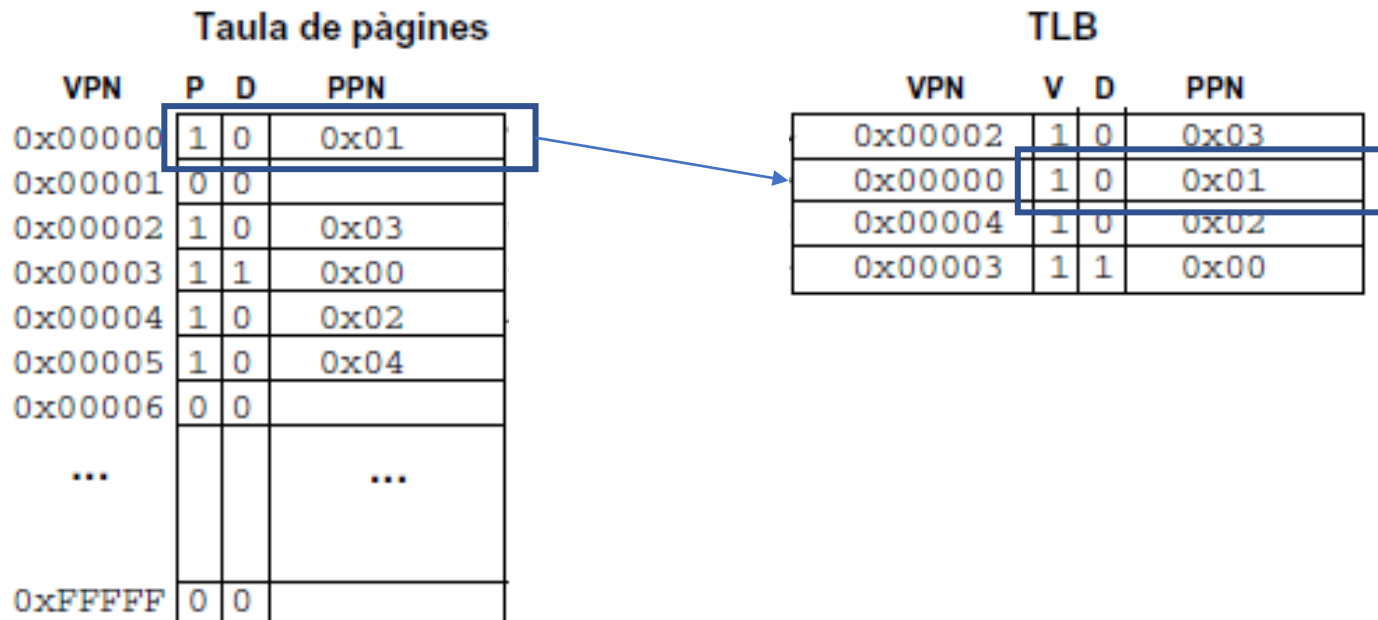 Taula de pàgines
VPN P D PPN
0x00000 1 0 0x01
0x00001 0 0
0x00002 1 0 0x03
0x00003 1 1 0x00
0x00004 1 0 0x02
0x00005 1 0 0x04
0x00006 0 0
... ...
0xFFFFF 0 0
TLB
VPN V D PPN
0x00002 1 0 0x03
0x00000 1 0 0x01
0x00004 1 0 0x02
0x00003 1 1 0x00